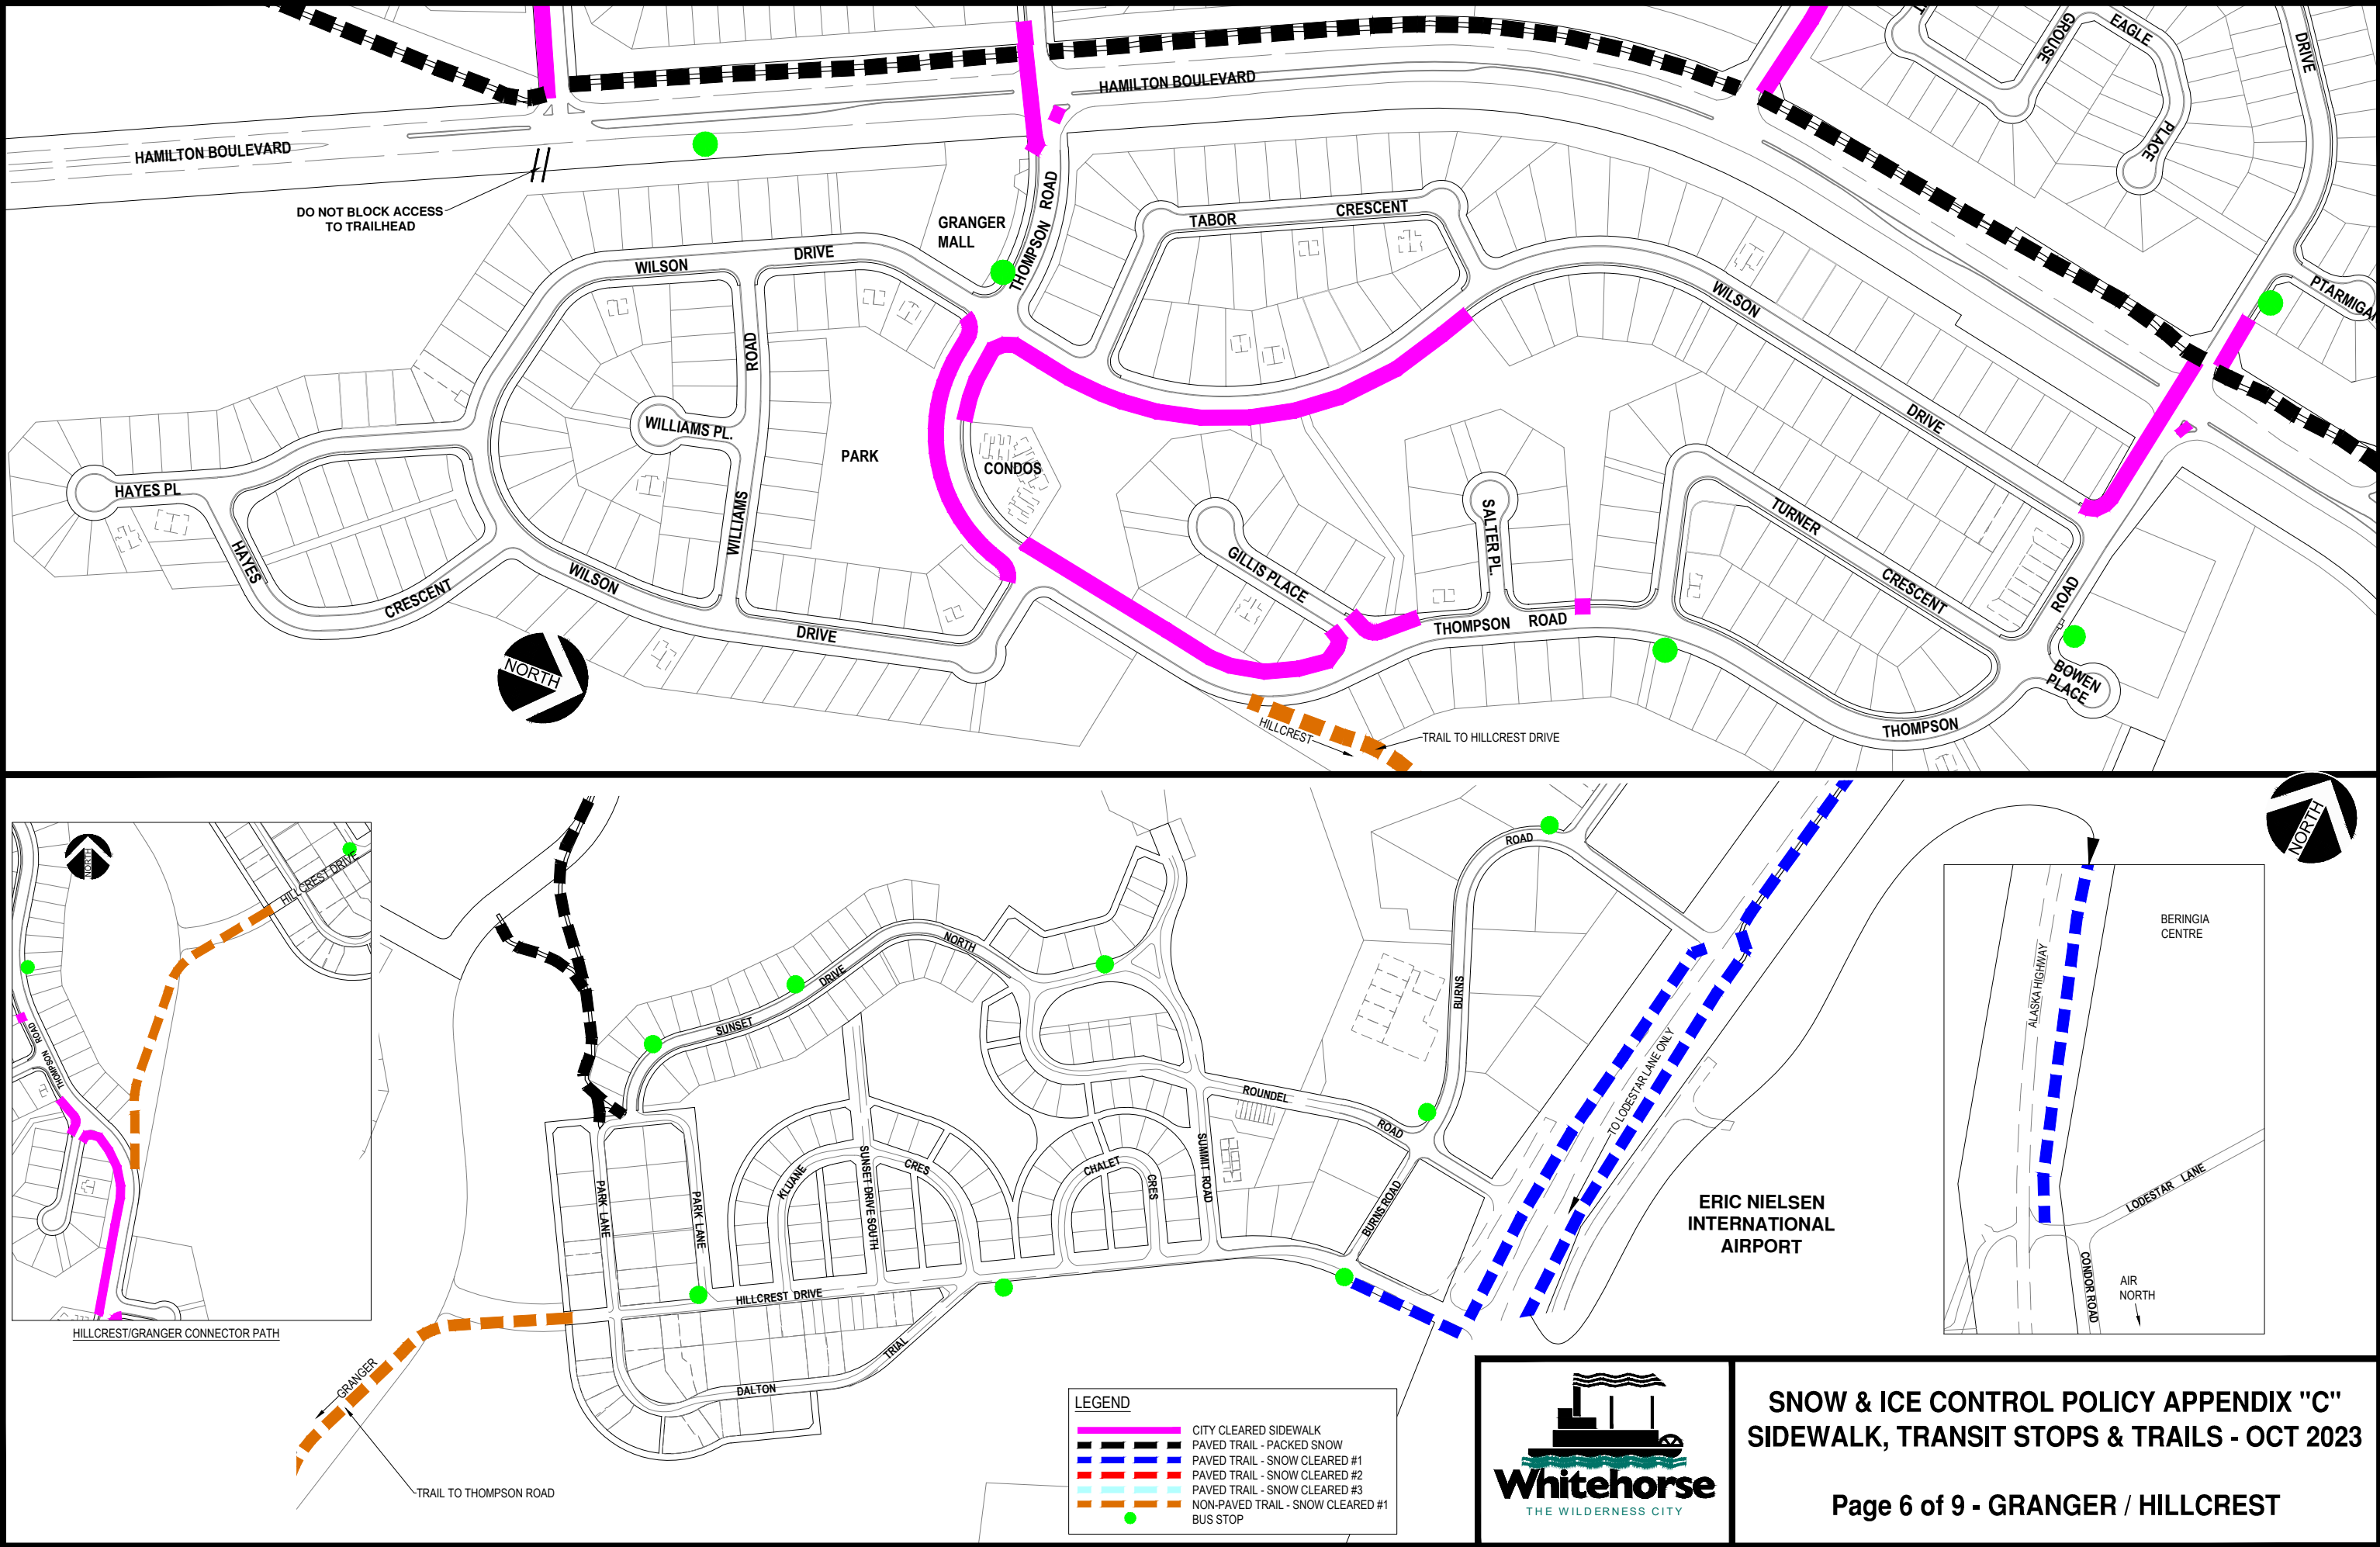 HAMILTON BOULEVARD
HAMILTON BOULEVARD
DO NOT BLOCK ACCESS
TO TRAILHEAD
GRANGER
MALL
THOMPSON ROAD
TABOR
CRESCENT
GROUSE
EAGLE
PLACE
DRIVE
WILSON
DRIVE
WILSON
DRIVE
ROAD
WILLIAMS
WILLIAMS PL.
PARK
CONDOS
HAYES PL
HAYES
CRESCENT
WILSON
DRIVE
NORTH
GILLIS PLACE
SALTER PL.
THOMPSON ROAD
TURNER
CRESCENT
ROAD
BOWEN
PLACE
THOMPSON
HILLCREST
TRAIL TO HILLCREST DRIVE
NORTH
NORTH
HILLCREST DRIVE
THOMPSON
ROAD
HILLCREST/GRANGER CONNECTOR PATH
GRANGER
TRAIL TO THOMPSON ROAD
SUNSET
DRIVE
NORTH
PARK LANE
PARK LANE
KLUANE
CRES
SUNSET DRIVE SOUTH
CHALET
CRES
SUMMIT ROAD
ROUNDEL
ROAD
BURNS
ROAD
BURNS ROAD
HILLCREST DRIVE
DALTON
TRIAL
TO LODESTAR LANE ONLY
ERIC NIELSEN
INTERNATIONAL
AIRPORT
BERINGIA
CENTRE
ALASKA HIGHWAY
LODESTAR LANE
CONDOR ROAD
AIR
NORTH
LEGEND
CITY CLEARED SIDEWALK
PAVED TRAIL - PACKED SNOW
PAVED TRAIL - SNOW CLEARED #1
PAVED TRAIL - SNOW CLEARED #2
PAVED TRAIL - SNOW CLEARED #3
NON-PAVED TRAIL - SNOW CLEARED #1
BUS STOP
Whitehorse
THE WILDERNESS CITY
SNOW & ICE CONTROL POLICY APPENDIX "C"
SIDEWALK, TRANSIT STOPS & TRAILS - OCT 2023
Page 6 of 9 - GRANGER / HILLCREST